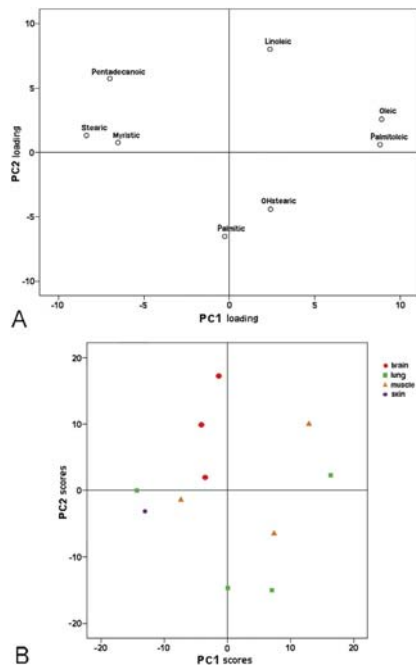 10
5
0
-5
-10
PC2 loading
Linoleic
Pentadecanoic
Oleic
Stearic
Myristic
Palmitoleic
OHstearic
Palmitic
-10 -5 0 5 10
PC1 loading
A
20
10
0
-10
-20
PC2 scores
brain
lung
muscle
skin
-20 -10 0 10 20
PC1 scores
B